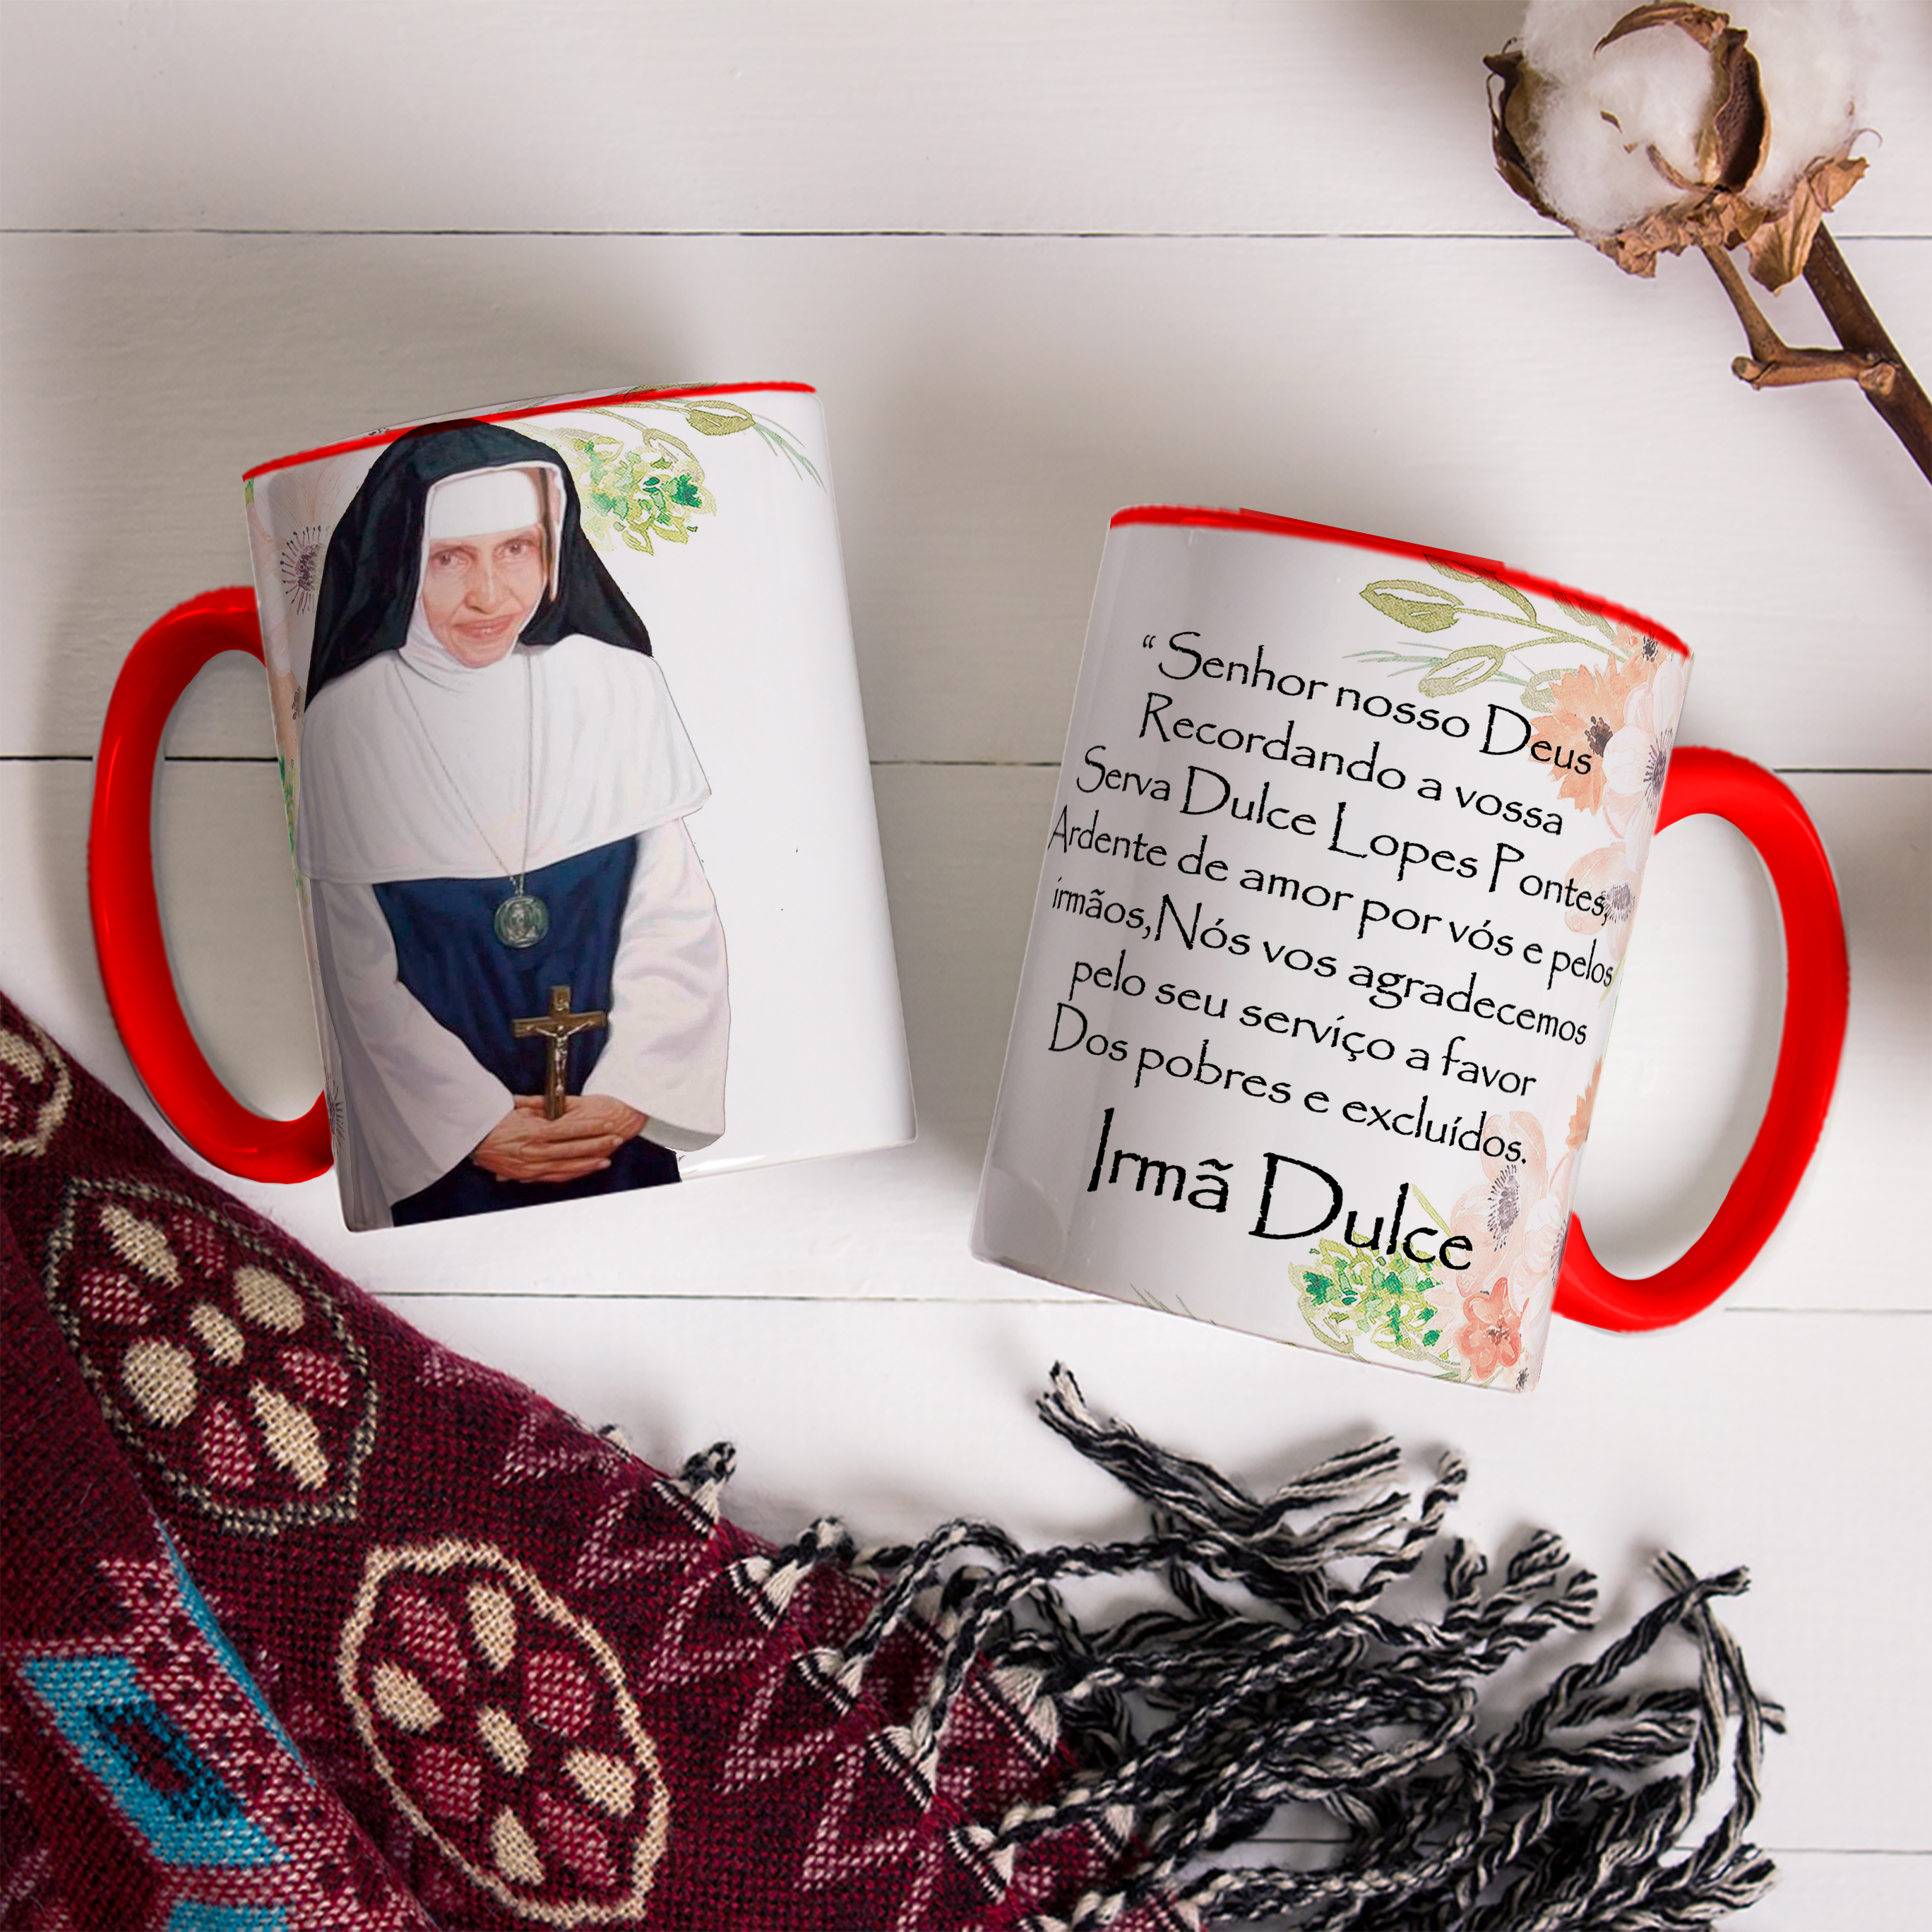 “ Senhor nosso Deus
Recordando a vossa
Serva Dulce Lopes Pontes,
Ardente de amor por vós e pelos
irmãos,Nós vos agradecemos
pelo seu serviço a favor
Dos pobres e excluídos.
Irmã Dulce